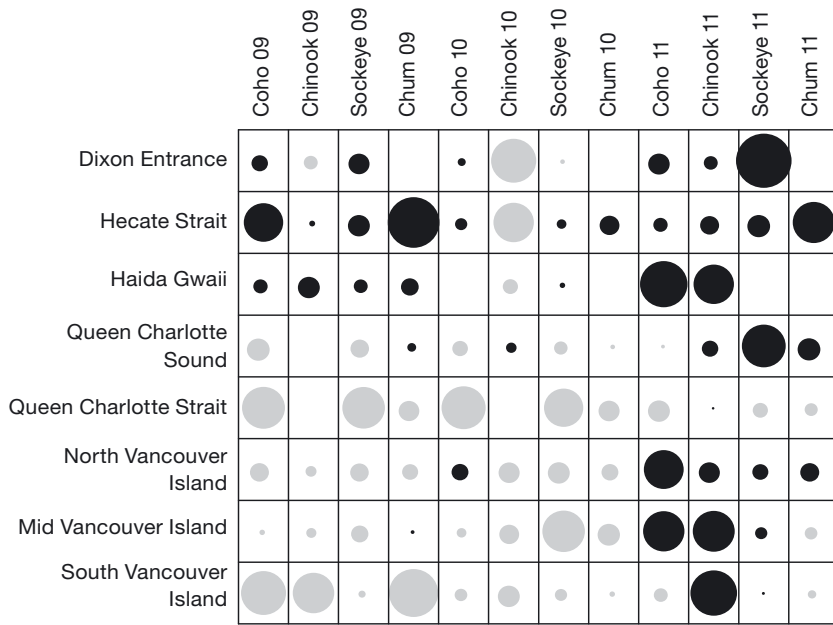 Coho 09
Chinook 09
Sockeye 09
Chum 09
Coho 10
Chinook 10
Sockeye 10
Chum 10
Coho 11
Chinook 11
Sockeye 11
Chum 11
Dixon Entrance
Hecate Strait
Haida Gwaii
Queen Charlotte
Sound
Queen Charlotte Strait
North Vancouver
Island
Mid Vancouver Island
South Vancouver
Island